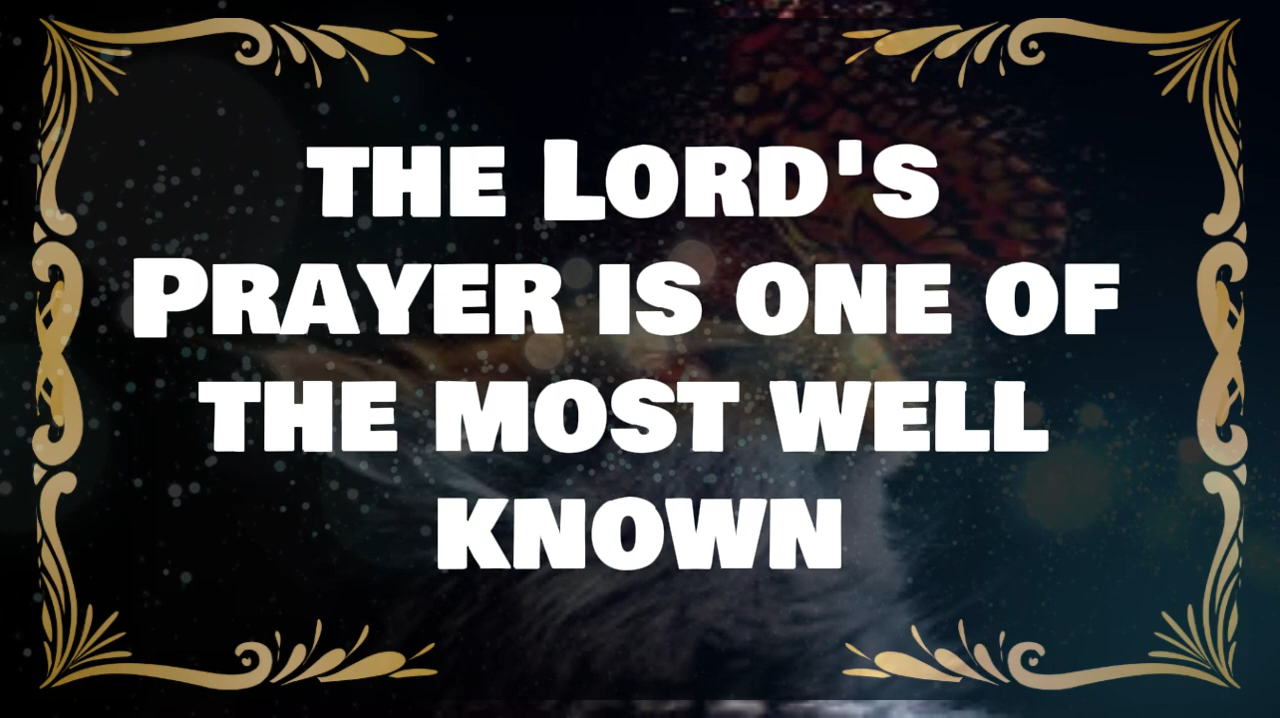 THE LORD'S
PRAYER IS ONE OF
THE MOST WELL
KNOWN